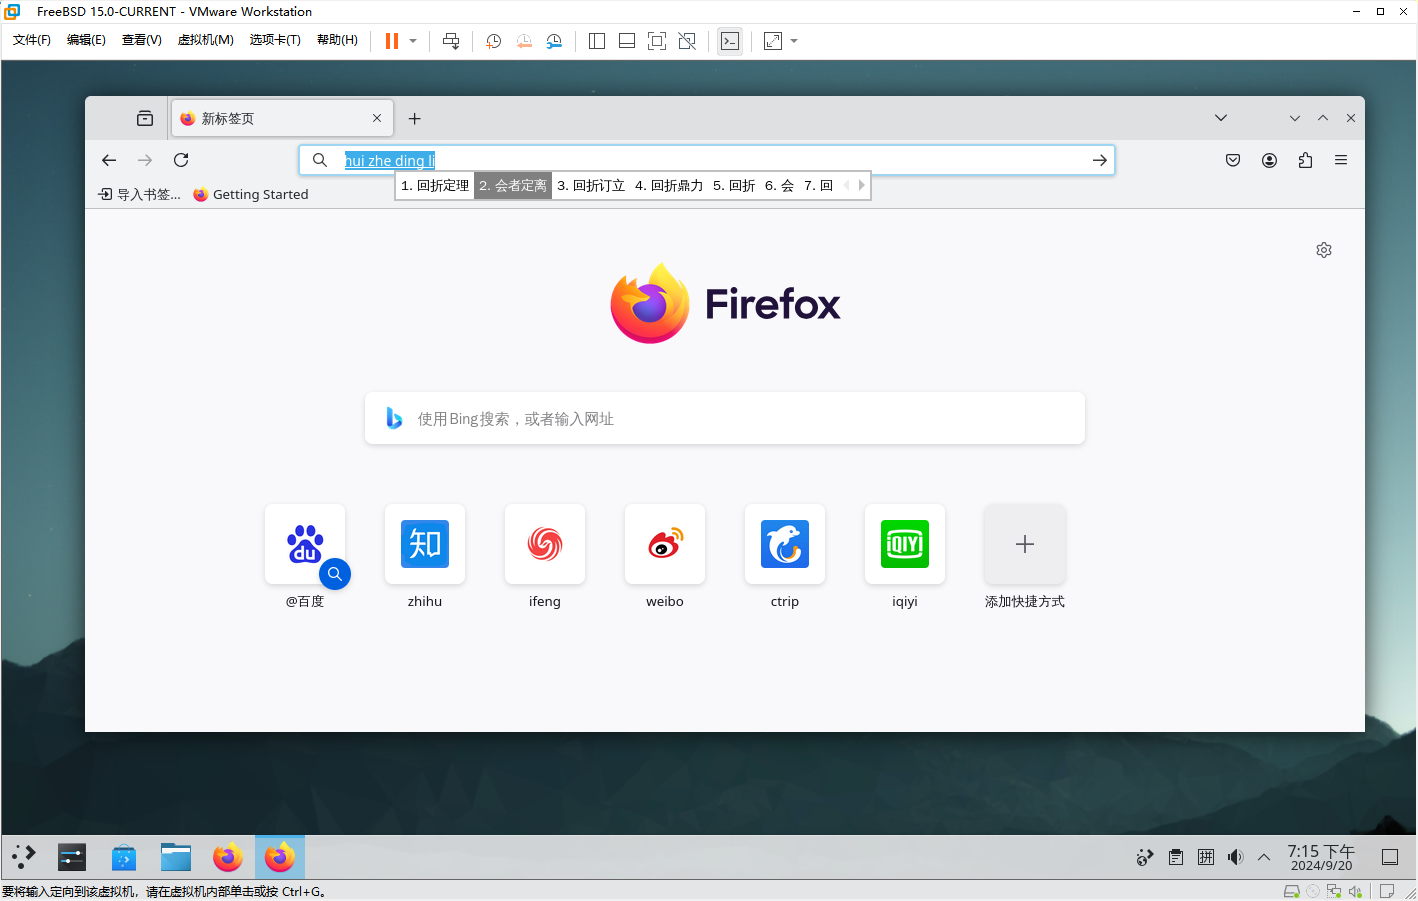 FreeBSD 15.0-CURRENT - VMware Workstation
文件(F) 编辑(E) 查看(V) 虚拟机(M) 选项卡(T) 帮助(H)
新标签页
hui zhe ding li
1. 回折定理 2. 会者定离 3. 回折订立 4. 回折鼎力 5. 回折 6. 会 7. 回
导入书签... Getting Started
Firefox
使用Bing搜索，或者输入网址
du 知 iQIYI
@百度 zhihu ifeng weibo ctrip iqiyi 添加快捷方式
拼 7:15 下午
2024/9/20
要将输入定向到该虚拟机，请在虚拟机内部单击或按 Ctrl+G。